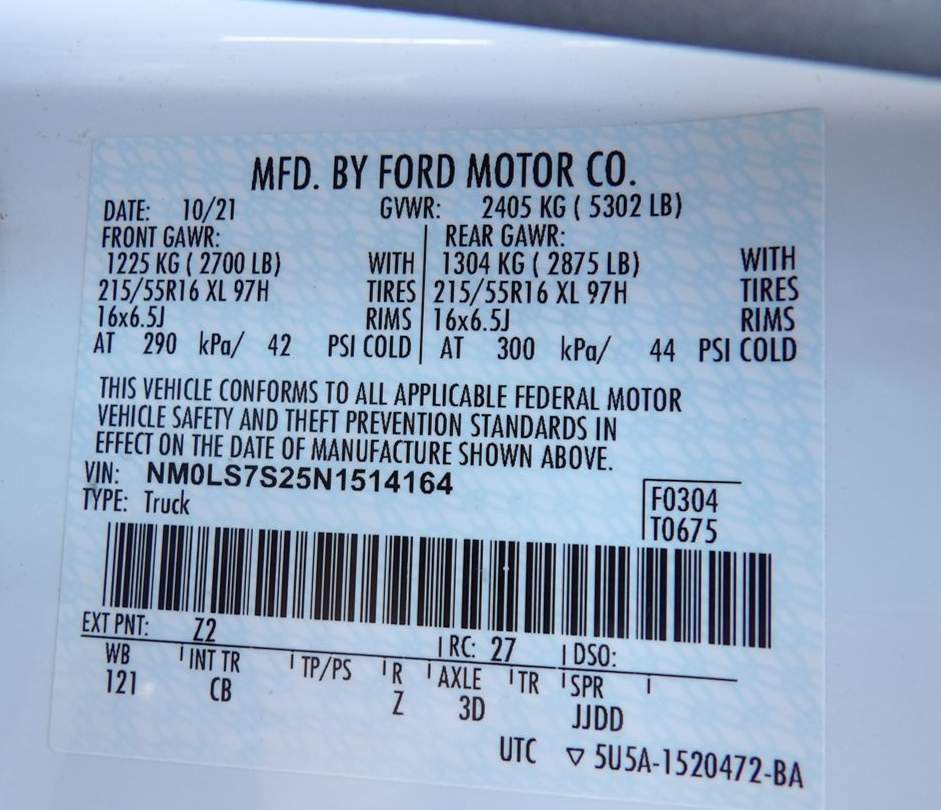 MFD. BY FORD MOTOR CO.
DATE: 10/21 GVWR: 2405 KG ( 5302 LB)
FRONT GAWR: REAR GAWR:
1225 KG ( 2700 LB) WITH 1304 KG ( 2875 LB) WITH
215/55R16 XL 97H TIRES 215/55R16 XL 97H TIRES
16x6.5J RIMS 16x6.5J RIMS
AT 290 kPa/ 42 PSI COLD AT 300 kPa/ 44 PSI COLD
THIS VEHICLE CONFORMS TO ALL APPLICABLE FEDERAL MOTOR
VEHICLE SAFETY AND THEFT PREVENTION STANDARDS IN
EFFECT ON THE DATE OF MANUFACTURE SHOWN ABOVE.
VIN: NM0LS7S25N1514164
TYPE: Truck
F0304
T0675
EXT PNT: Z2 RC: 27 DSO:
WB INT TR TP/PS R AXLE TR SPR
121 CB Z 3D JJDD
UTC ▽ 5U5A-1520472-BA